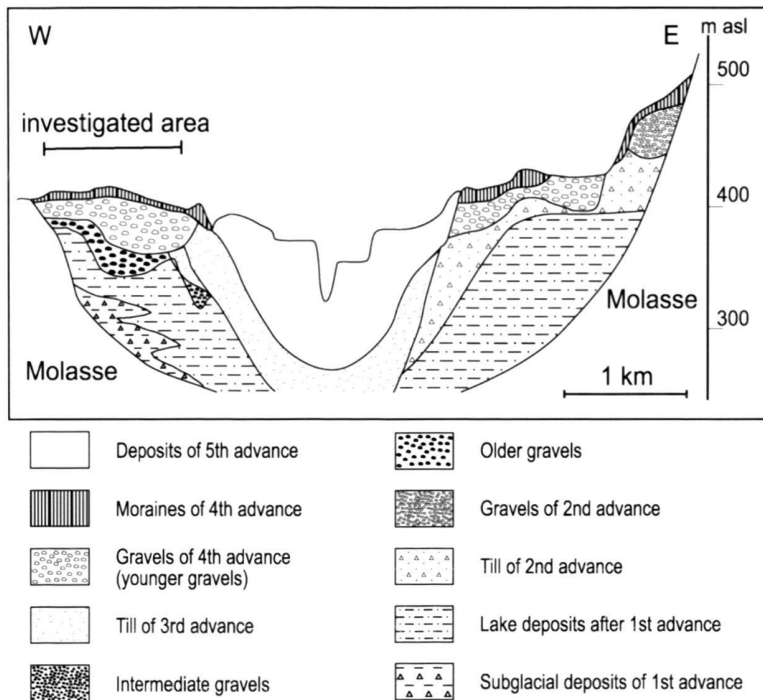 W
E
m asl
500
investigated area
400
Molasse
300
Molasse
1 km
Deposits of 5th advance
Older gravels
Moraines of 4th advance
Gravels of 2nd advance
Gravels of 4th advance
(younger gravels)
Till of 2nd advance
Till of 3rd advance
Lake deposits after 1st advance
Intermediate gravels
Subglacial deposits of 1st advance